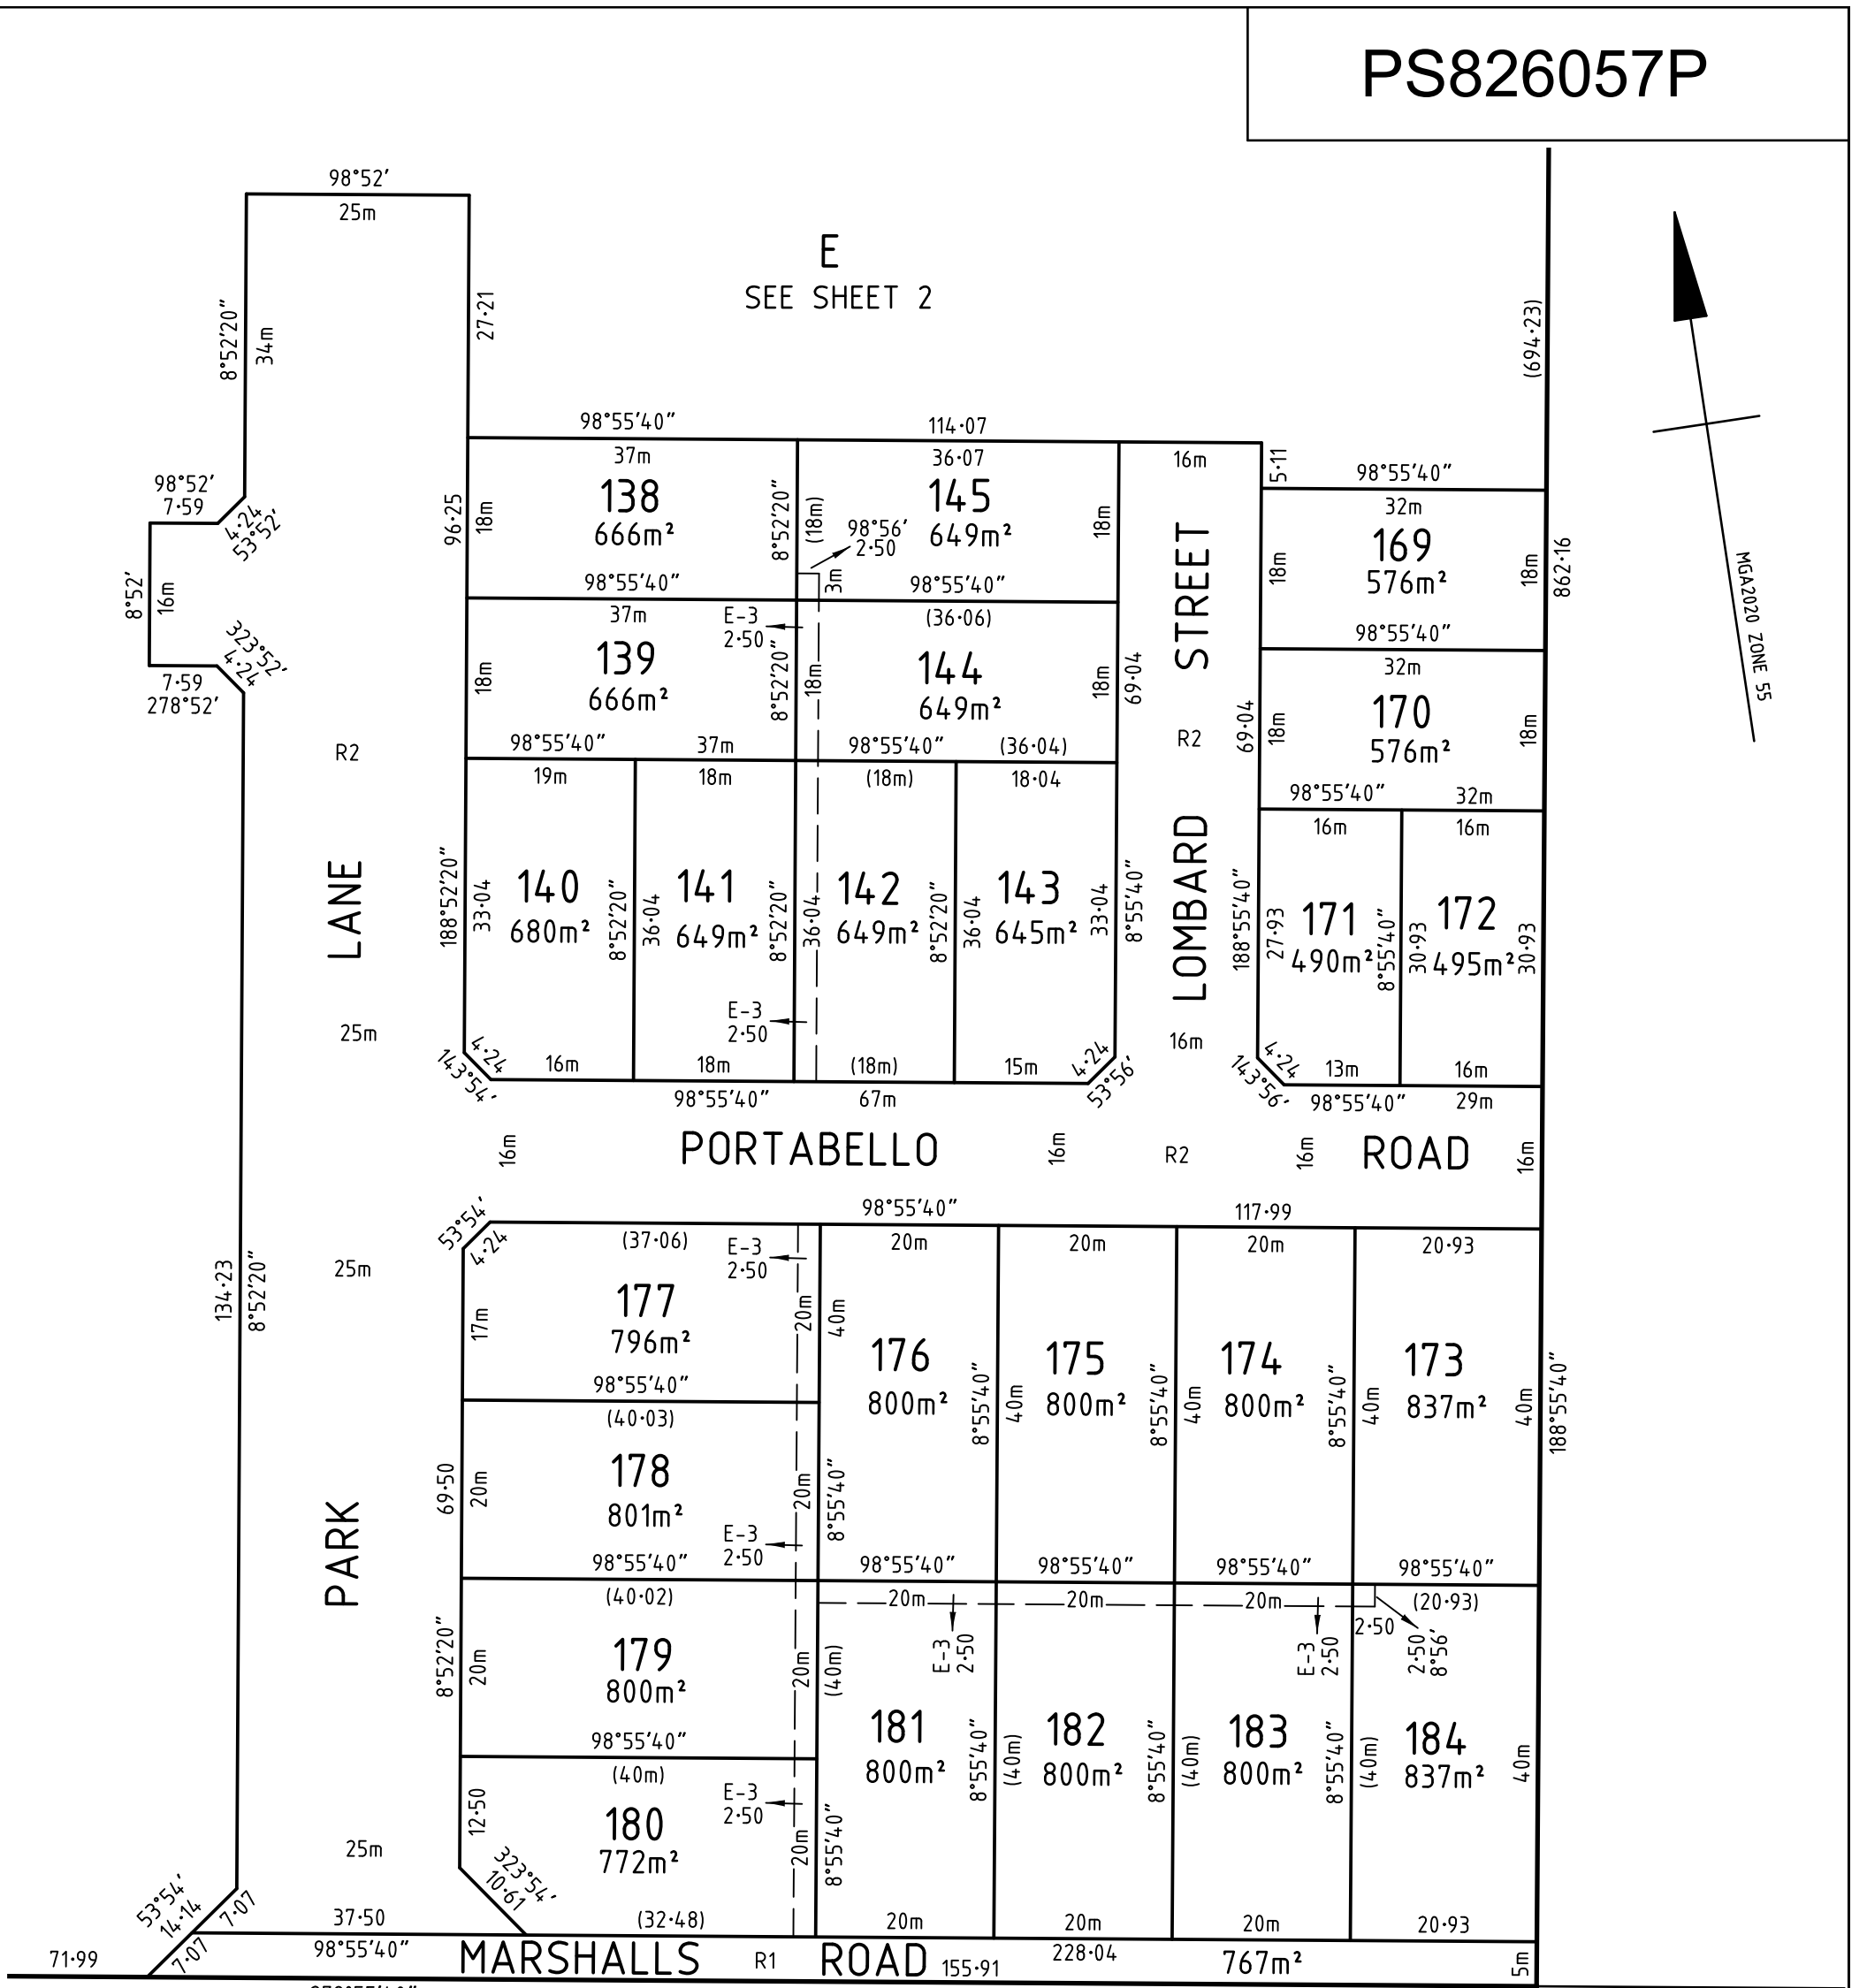 PS826057P
98°52′
25m
E
SEE SHEET 2
8°52′20″
34m
27·21
(694·23)
98°55′40″
114·07
37m
36·07
16m
5·11
98°55′40″
98°52′
7·59
4·24
53°52′
96·25
18m
138
666m²
8°52′20″
(18m)
98°56′
2·50
145
649m²
18m
32m
169
576m²
18m
18m
862·16
MGA2020 ZONE 55
8°52′
16m
98°55′40″
3m
98°55′40″
STREET
323°52′
4·24
7·59
278°52′
37m
E-3
2·50
(36·06)
98°55′40″
139
666m²
18m
8°52′20″
18m
144
649m²
18m
69·04
32m
170
576m²
69·04
18m
18m
R2
98°55′40″
37m
98°55′40″
(36·04)
R2
19m
18m
(18m)
18·04
98°55′40″
32m
16m
16m
LANE
188°52′20″
33·04
140
680m²
8°52′20″
36·04
141
649m²
8°52′20″
36·04
142
649m²
8°52′20″
36·04
143
645m²
33·04
8°55′40″
LOMBARD
188°55′40″
27·93
171
490m²
8°55′40″
30·93
172
495m²
30·93
25m
E-3
2·50
16m
4·24
143°54′
16m
18m
(18m)
15m
4·24
53°56′
4·24
143°56′
13m
16m
98°55′40″
67m
98°55′40″
29m
16m
PORTABELLO
16m
R2
16m
ROAD
16m
98°55′40″
117·99
53°54′
4·24
(37·06)
E-3
2·50
20m
20m
20m
20·93
134·23
8°52′20″
25m
17m
177
796m²
20m
40m
176
800m²
8°55′40″
40m
175
800m²
8°55′40″
40m
174
800m²
8°55′40″
40m
173
837m²
40m
188°55′40″
98°55′40″
(40·03)
PARK
69·50
20m
178
801m²
20m
8°55′40″
E-3
2·50
98°55′40″
98°55′40″
98°55′40″
98°55′40″
98°55′40″
(40·02)
20m
20m
20m
(20·93)
2·50
2·50
8°56′
8°52′20″
20m
179
800m²
20m
(40m)
E-3
2·50
E-3
2·50
98°55′40″
(40m)
181
800m²
8°55′40″
(40m)
182
800m²
8°55′40″
(40m)
183
800m²
8°55′40″
(40m)
184
837m²
40m
12·50
180
772m²
E-3
2·50
20m
8°55′40″
25m
323°54′
10·61
53°54′
14·14
7·07
37·50
(32·48)
20m
20m
20m
20·93
71·99
7·07
98°55′40″
MARSHALLS
R1
ROAD
155·91
228·04
767m²
5m